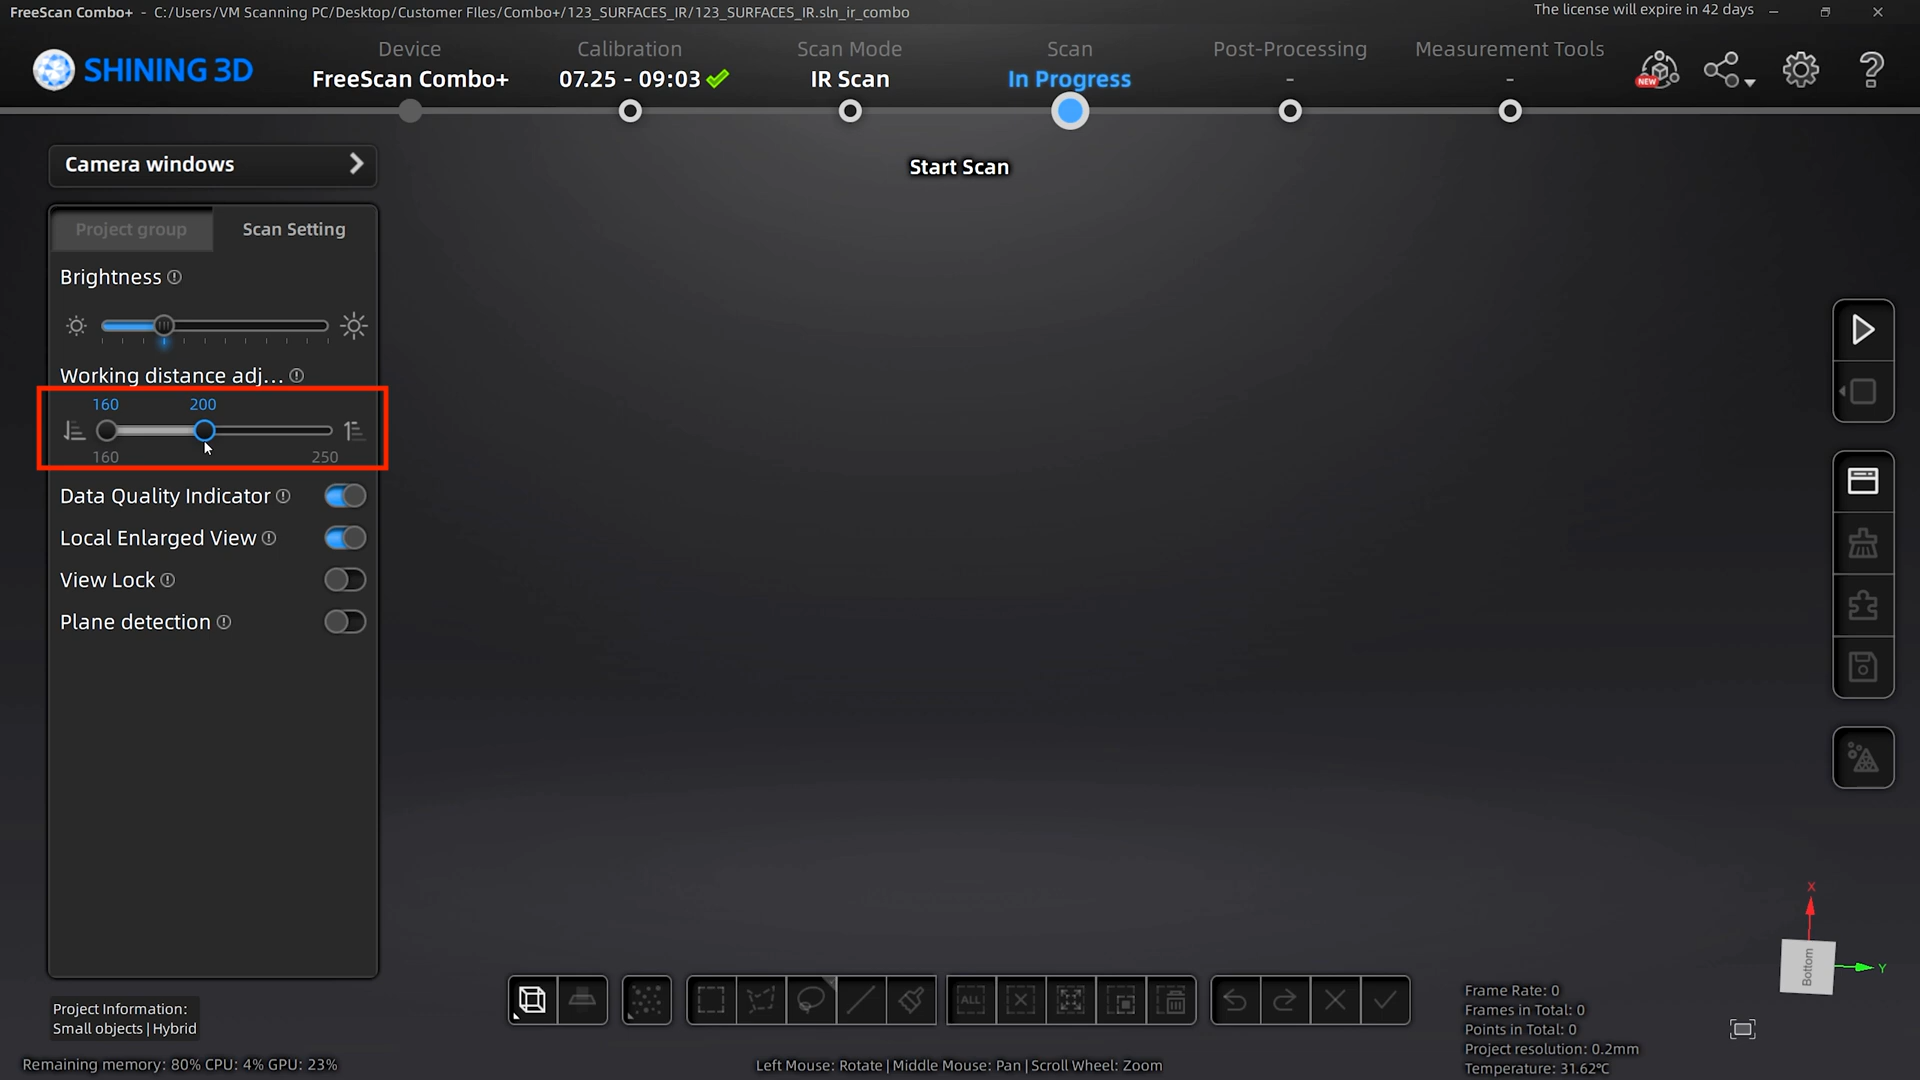 FreeScan Combo+ - C:/Users/VM Scanning PC/Desktop/Customer FIles/Combo+/123_SURFACES_IR/123_SURFACES_IR.sln_ir_combo
The license will expire in 42 days
SHINING 3D
Device
FreeScan Combo+
Calibration
07.25 - 09:03
Scan Mode
IR Scan
Scan
In Progress
Post-Processing
-
Measurement Tools
-
NEW
Camera windows
Start Scan
Project group
Scan Setting
Brightness
Working distance adj...
160 200
160 250
Data Quality Indicator
Local Enlarged View
View Lock
Plane detection
ALL
X
Y
Bottom
Project Information:
Small objects | Hybrid
Frame Rate: 0
Frames in Total: 0
Points in Total: 0
Project resolution: 0.2mm
Temperature: 31.62°C
Remaining memory: 80% CPU: 4% GPU: 23%
Left Mouse: Rotate | Middle Mouse: Pan | Scroll Wheel: Zoom